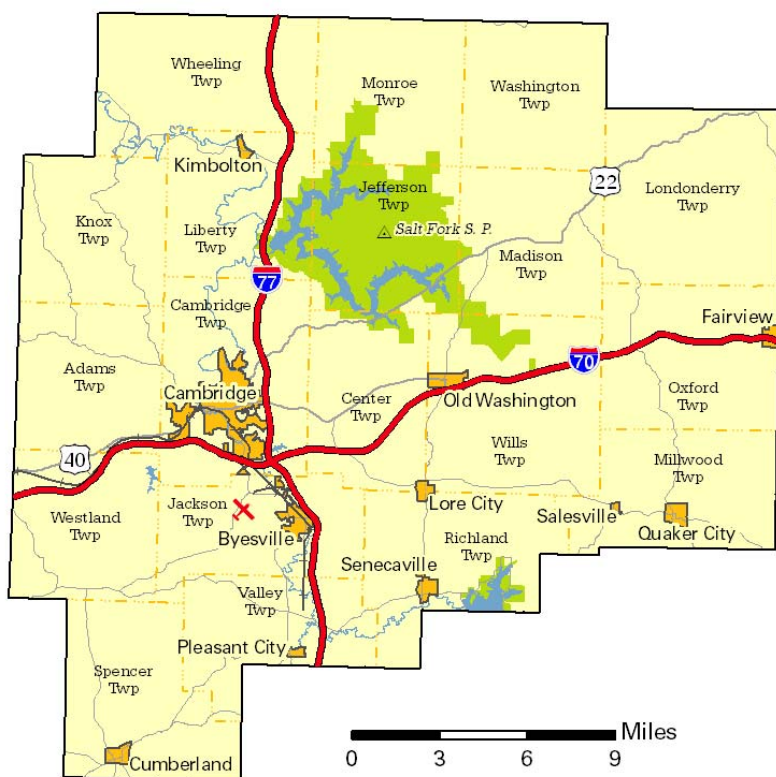 Wheeling
Twp
Monroe
Twp
Washington
Twp
Kimbolton
22
Londonderry
Twp
Jefferson
Twp
Knox
Twp
Liberty
Twp
Salt Fork S. P.
Madison
Twp
77
Cambridge
Twp
Fairview
70
Adams
Twp
Cambridge
Center
Twp
Old Washington
Oxford
Twp
Wills
Twp
40
Millwood
Twp
Westland
Twp
Jackson
Twp
Lore City
Salesville
Quaker City
Byesville
Richland
Twp
Senecaville
Valley
Twp
Pleasant City
Spencer
Twp
Cumberland
Miles
0 3 6 9